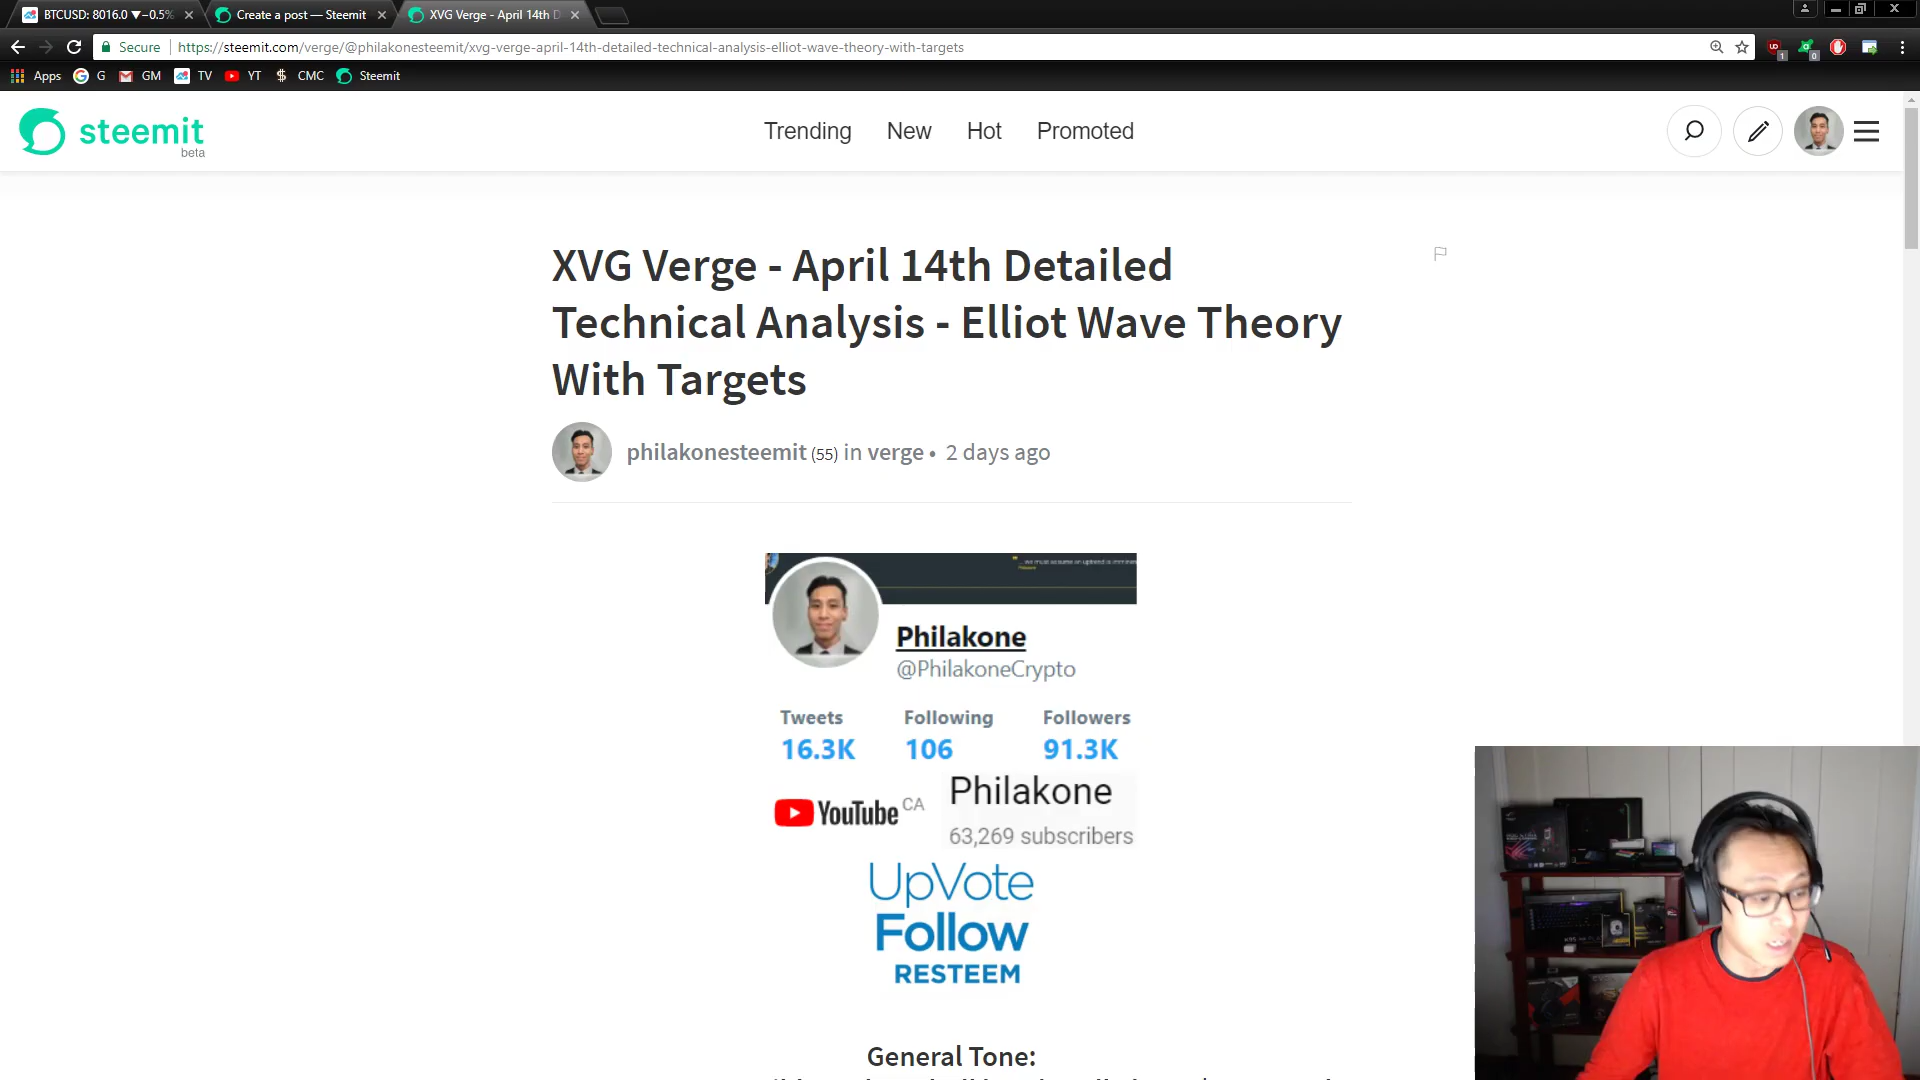 BTCUSD: 8016.0 ▼−0.5%
Create a post — Steemit
XVG Verge - April 14th D
Secure
https://steemit.com/verge/@philakonesteemit/xvg-verge-april-14th-detailed-technical-analysis-elliot-wave-theory-with-targets
1
0
Apps G GM TV YT CMC Steemit
steemit
beta
Trending New Hot Promoted
XVG Verge - April 14th Detailed
Technical Analysis - Elliot Wave Theory
With Targets
philakonesteemit (55) in verge • 2 days ago
Philakone
@PhilakoneCrypto
Tweets Following Followers
16.3K 106 91.3K
YouTube CA
Philakone
63,269 subscribers
UpVote
Follow
RESTEEM
General Tone: